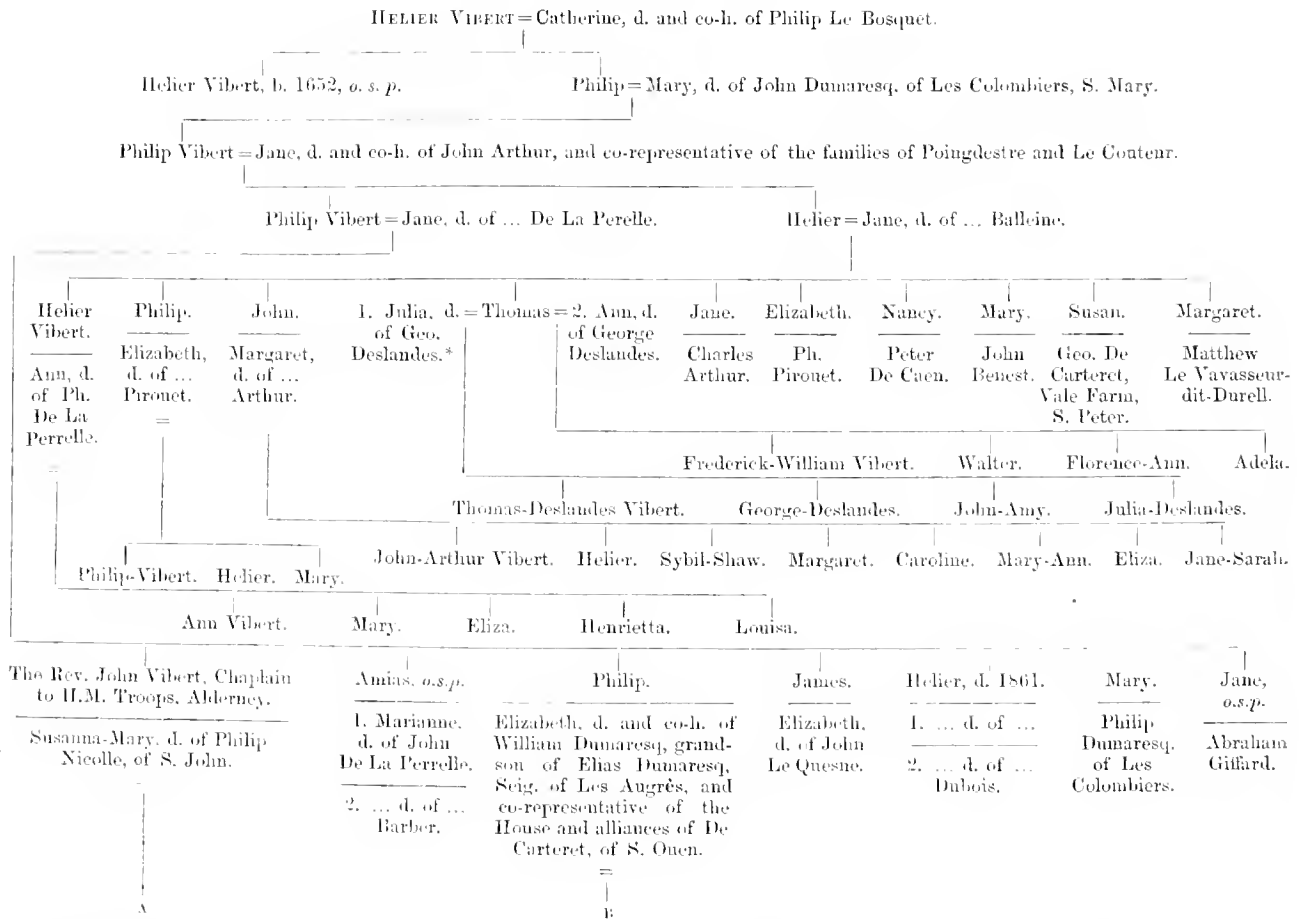 HELIER VIBERT = Catherine, d. and co-h. of Philip Le Bosquet.
Helier Vibert, b. 1652, o. s. p. Philip = Mary, d. of John Dumaresq, of Les Colombiers, S. Mary.
Philip Vibert = Jane, d. and co-h. of John Arthur, and co-representative of the families of Poingdestre and Le Couteur.
Philip Vibert = Jane, d. of ... De La Perelle. Helier = Jane, d. of ... Balleine.
Helier Vibert.
Ann, d. of Ph. De La Perrelle.
=
Philip.
Elizabeth, d. of ... Pirouet.
=
John.
Margaret, d. of ... Arthur.
1. Julia, d. of Geo. Deslandes.* = Thomas = 2. Ann, d. of George Deslandes.
Jane.
Charles Arthur.
Elizabeth.
Ph. Pirouet.
Nancy.
Peter De Caen.
Mary.
John Benest.
Susan.
Geo. De Carteret, Vale Farm, S. Peter.
Margaret.
Matthew Le Vavasseur-dit-Durell.
Frederick-William Vibert. Walter. Florence-Ann. Adela.
Thomas-Deslandes Vibert. George-Deslandes. John-Amy. Julia-Deslandes.
John-Arthur Vibert. Helier. Sybil-Shaw. Margaret. Caroline. Mary-Ann. Eliza. Jane-Sarah.
Philip-Vibert. Helier. Mary.
Ann Vibert. Mary. Eliza. Henrietta. Louisa.
The Rev. John Vibert, Chaplain
to H.M. Troops, Alderney.
Susanna-Mary, d. of Philip
Nicolle, of S. John.
Amias, o.s.p.
1. Marianne,
d. of John
De La Perrelle.
2. ... d. of ...
Barber.
Philip.
Elizabeth, d. and co-h. of
William Dumaresq, grand-
son of Elias Dumaresq,
Seig. of Les Augrès, and
co-representative of the
House and alliances of De
Carteret, of S. Ouen.
=
James.
Elizabeth,
d. of John
Le Quesne.
Helier, d. 1861.
1. ... d. of ...
2. ... d. of ...
Dubois.
Mary.
Philip
Dumaresq,
of Les
Colombiers.
Jane,
o.s.p.
Abraham
Giffard.
A B